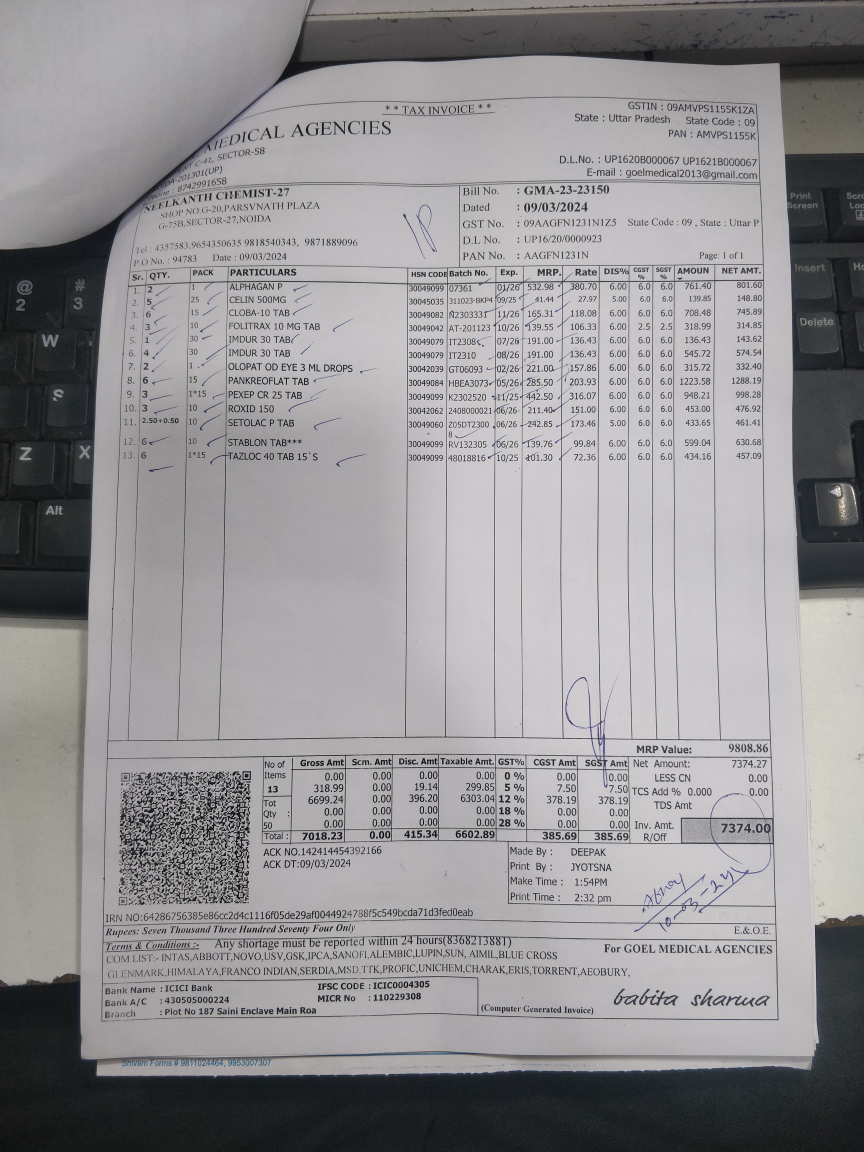 * * TAX INVOICE * *
GSTIN : 09AMVPS1155K1ZA
State : Uttar Pradesh State Code : 09
PAN : AMVPS1155K
MEDICAL AGENCIES
C-41, SECTOR-58
201301(UP)
8742991658
D.L.No. : UP1620B000067 UP1621B000067
E-mail : goelmedical2013@gmail.com
NEELKANTH CHEMIST-27
SHOP NO.G-20,PARSVNATH PLAZA
G-75B,SECTOR-27,NOIDA
Tel : 4357583,9654350635 9818540343, 9871889096
P.O No. : 94783 Date : 09/03/2024
Bill No. : GMA-23-23150
Dated : 09/03/2024
GST No. : 09AAGFN1231N1Z5 State Code : 09 , State : Uttar P
D.L. No. : UP16/20/0000923
PAN No. : AAGFN1231N Page: 1 of 1
Sr. QTY. PACK PARTICULARS HSN CODE Batch No. Exp. MRP. Rate DIS% CGST % SGST % AMOUN NET AMT.
1. 2 1 ALPHAGAN P 30049099 07361 01/26 532.98 380.70 6.00 6.0 6.0 761.40 801.60
2. 5 25 CELIN 500MG 30045035 311023-BKP4 09/25 41.44 27.97 5.00 6.0 6.0 139.85 148.80
3. 6 15 CLOBA-10 TAB 30049082 N2303331 11/26 165.31 118.08 6.00 6.0 6.0 708.48 745.89
4. 3 10 FOLITRAX 10 MG TAB 30049042 AT-201123 10/26 139.55 106.33 6.00 2.5 2.5 318.99 314.85
5. 1 30 IMDUR 30 TAB 30049079 IT2308 07/26 191.00 136.43 6.00 6.0 6.0 136.43 143.62
6. 4 30 IMDUR 30 TAB 30049079 IT2310 08/26 191.00 136.43 6.00 6.0 6.0 545.72 574.54
7. 2 1 OLOPAT OD EYE 3 ML DROPS 30042039 GT06093 02/26 221.00 157.86 6.00 6.0 6.0 315.72 332.40
8. 6 15 PANKREOFLAT TAB 30049084 HBEA3073 05/26 285.50 203.93 6.00 6.0 6.0 1223.58 1288.19
9. 3 1*15 PEXEP CR 25 TAB 30049099 K2302520 11/25 442.50 316.07 6.00 6.0 6.0 948.21 998.28
10. 3 10 ROXID 150 30042062 2408000021 06/26 211.40 151.00 6.00 6.0 6.0 453.00 476.92
11. 2.50+0.50 10 SETOLAC P TAB 30049060 Z05DT2300 06/26 242.85 173.46 5.00 6.0 6.0 433.65 461.41
8
12. 6 10 STABLON TAB*** 30049099 RV132305 06/26 139.76 99.84 6.00 6.0 6.0 599.04 630.68
13. 6 1*15 TAZLOC 40 TAB 15`S 30049099 48018816 10/25 101.30 72.36 6.00 6.0 6.0 434.16 457.09
MRP Value: 9808.86
No of Items 13 Tot Qty : 50
Gross Amt Scm. Amt Disc. Amt Taxable Amt. GST% CGST Amt SGST Amt
0.00 0.00 0.00 0.00 0 % 0.00 0.00
318.99 0.00 19.14 299.85 5 % 7.50 7.50
6699.24 0.00 396.20 6303.04 12 % 378.19 378.19
0.00 0.00 0.00 0.00 18 % 0.00 0.00
0.00 0.00 0.00 0.00 28 % 0.00 0.00
Total : 7018.23 0.00 415.34 6602.89 385.69 385.69
Net Amount: 7374.27
LESS CN 0.00
TCS Add % 0.000 0.00
TDS Amt
Inv. Amt. R/Off 7374.00
ACK NO.142414454392166
ACK DT:09/03/2024
Made By : DEEPAK
Print By : JYOTSNA
Make Time : 1:54PM
Print Time : 2:32 pm
10-03-24
IRN NO:64286756385e86cc2d4c1116f05de29af0044924788f5c549bcda71d3fed0eab
Rupees: Seven Thousand Three Hundred Seventy Four Only
E.&O.E.
Terms & Conditions :- Any shortage must be reported within 24 hours(8368213881)
COM LIST:- INTAS,ABBOTT,NOVO,USV,GSK,IPCA,SANOFI,ALEMBIC,LUPIN,SUN, AIMIL,BLUE CROSS
GLENMARK,HIMALAYA,FRANCO INDIAN,SERDIA,MSD,TTK,PROFIC,UNICHEM,CHARAK,ERIS,TORRENT,AEOBURY,
For GOEL MEDICAL AGENCIES
Bank Name : ICICI Bank IFSC CODE : ICIC0004305
Bank A/C : 430505000224 MICR No : 110229308
Branch : Plot No 187 Saini Enclave Main Roa
(Computer Generated Invoice)
babita sharma
Shivam Forms # 9811024464, 9953007307
Print Screen
Insert
Delete
@ 2
# 3
W
S
Z
X
Alt